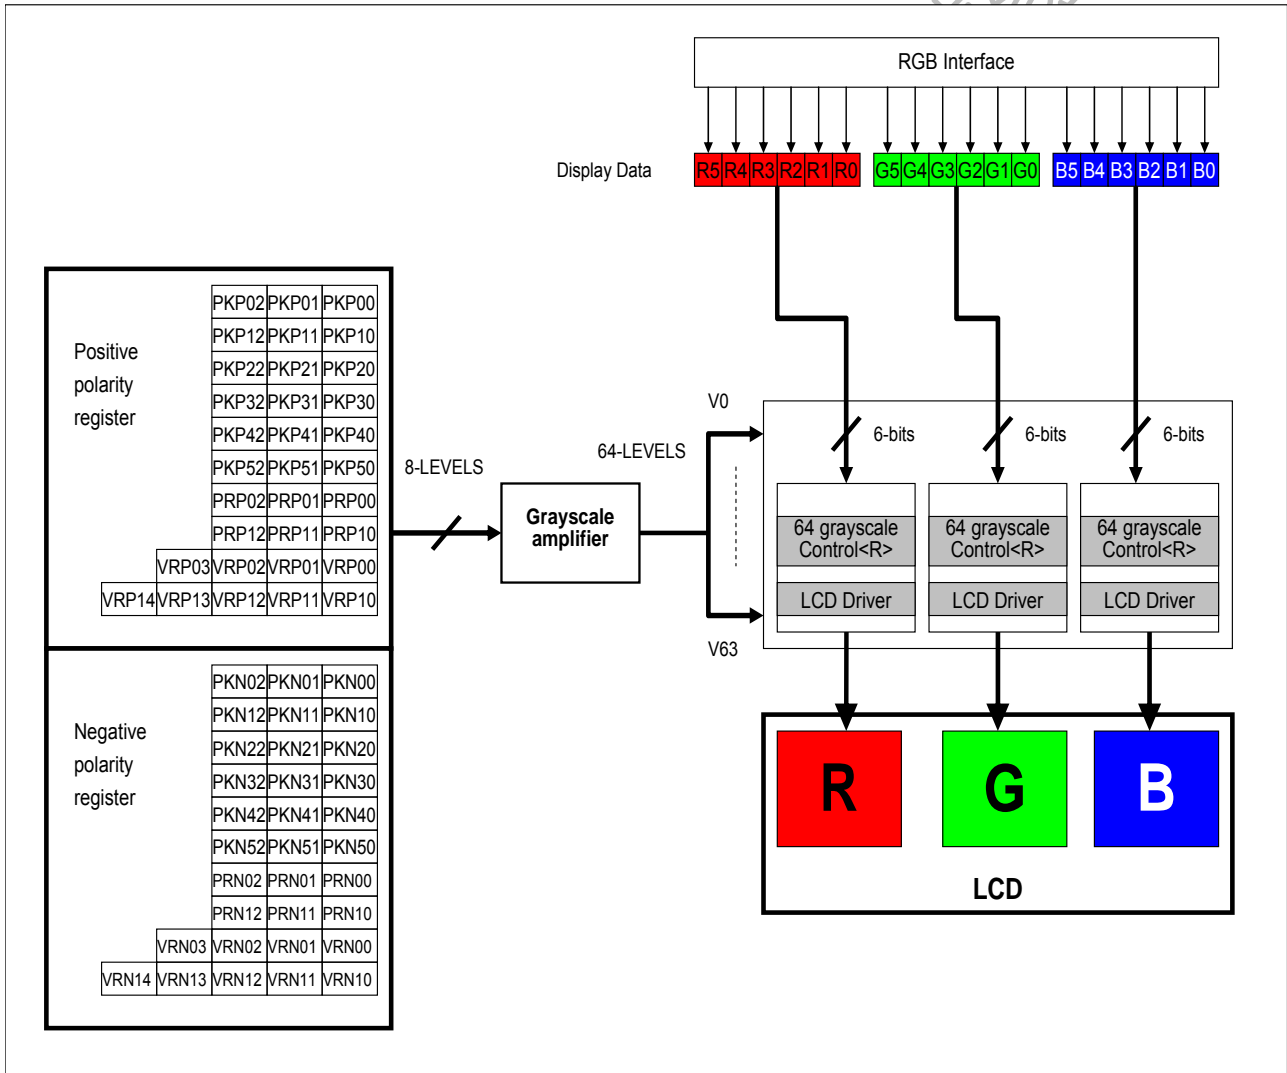 RGB Interface
Display Data
R5 R4 R3 R2 R1 R0 G5 G4 G3 G2 G1 G0 B5 B4 B3 B2 B1 B0
Positive
polarity
register
PKP02 PKP01 PKP00
PKP12 PKP11 PKP10
PKP22 PKP21 PKP20
PKP32 PKP31 PKP30
PKP42 PKP41 PKP40
PKP52 PKP51 PKP50
PRP02 PRP01 PRP00
PRP12 PRP11 PRP10
VRP03 VRP02 VRP01 VRP00
VRP14 VRP13 VRP12 VRP11 VRP10
8-LEVELS
Grayscale
amplifier
64-LEVELS
V0
V63
6-bits 6-bits 6-bits
64 grayscale
Control<R>
LCD Driver
64 grayscale
Control<R>
LCD Driver
64 grayscale
Control<R>
LCD Driver
Negative
polarity
register
PKN02 PKN01 PKN00
PKN12 PKN11 PKN10
PKN22 PKN21 PKN20
PKN32 PKN31 PKN30
PKN42 PKN41 PKN40
PKN52 PKN51 PKN50
PRN02 PRN01 PRN00
PRN12 PRN11 PRN10
VRN03 VRN02 VRN01 VRN00
VRN14 VRN13 VRN12 VRN11 VRN10
R G B
LCD